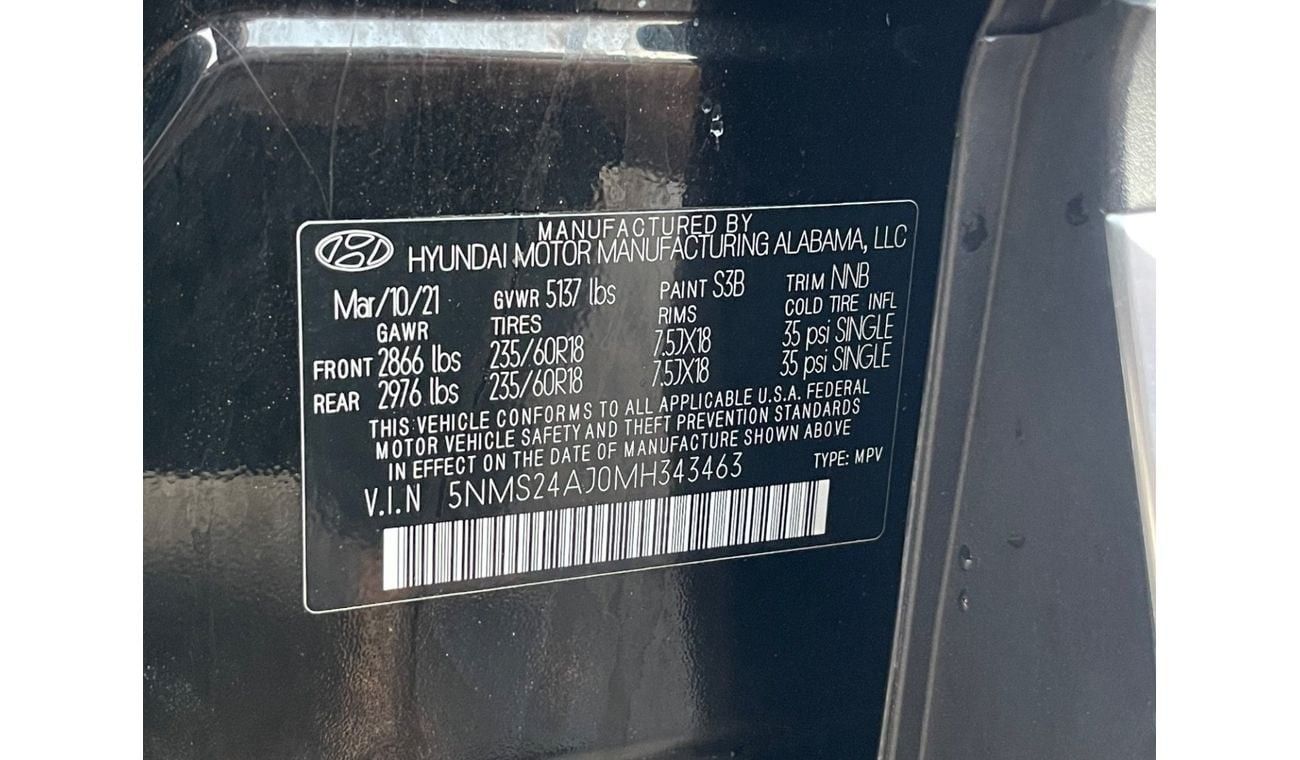 MANUFACTURED BY
HYUNDAI MOTOR MANUFACTURING ALABAMA, LLC
Mar/10/21 GVWR 5137 lbs PAINT S3B TRIM NNB
GAWR TIRES RIMS COLD TIRE INFL
FRONT 2866 lbs 235/60R18 7.5JX18 35 psi SINGLE
REAR 2976 lbs 235/60R18 7.5JX18 35 psi SINGLE
THIS VEHICLE CONFORMS TO ALL APPLICABLE U.S.A. FEDERAL
MOTOR VEHICLE SAFETY AND THEFT PREVENTION STANDARDS
IN EFFECT ON THE DATE OF MANUFACTURE SHOWN ABOVE
V.I.N 5NMS24AJ0MH343463 TYPE: MPV